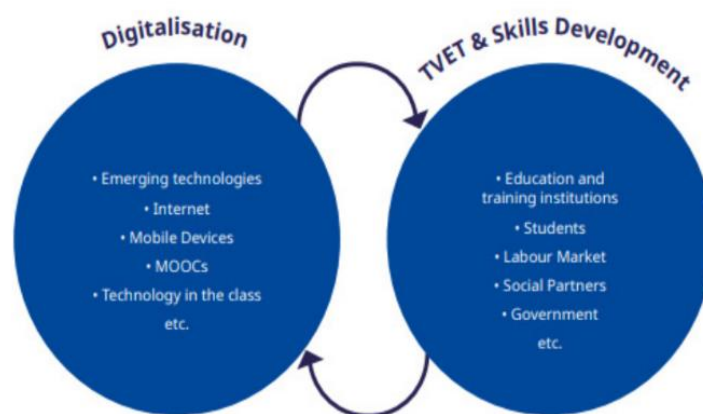 Digitalisation
• Emerging technologies
• Internet
• Mobile Devices
• MOOCs
• Technology in the class
etc.
TVET & Skills Development
• Education and
training institutions
• Students
• Labour Market
• Social Partners
• Government
etc.